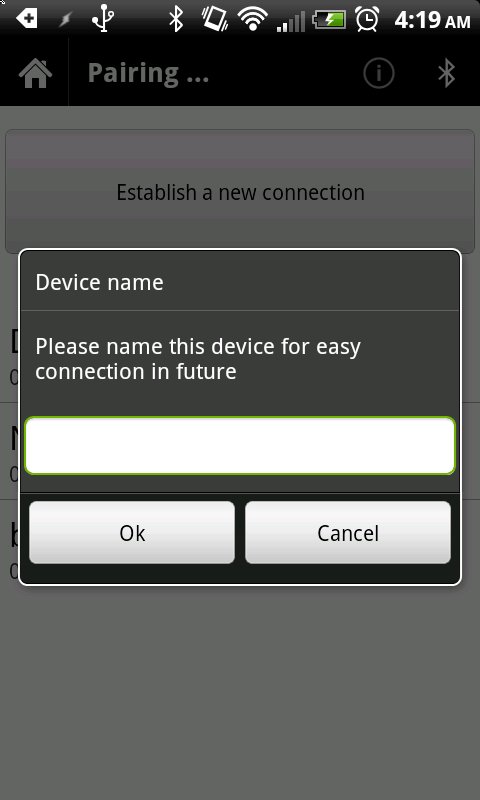 4:19 AM
Pairing ...
Establish a new connection
Device name
Please name this device for easy
connection in future
Ok
Cancel